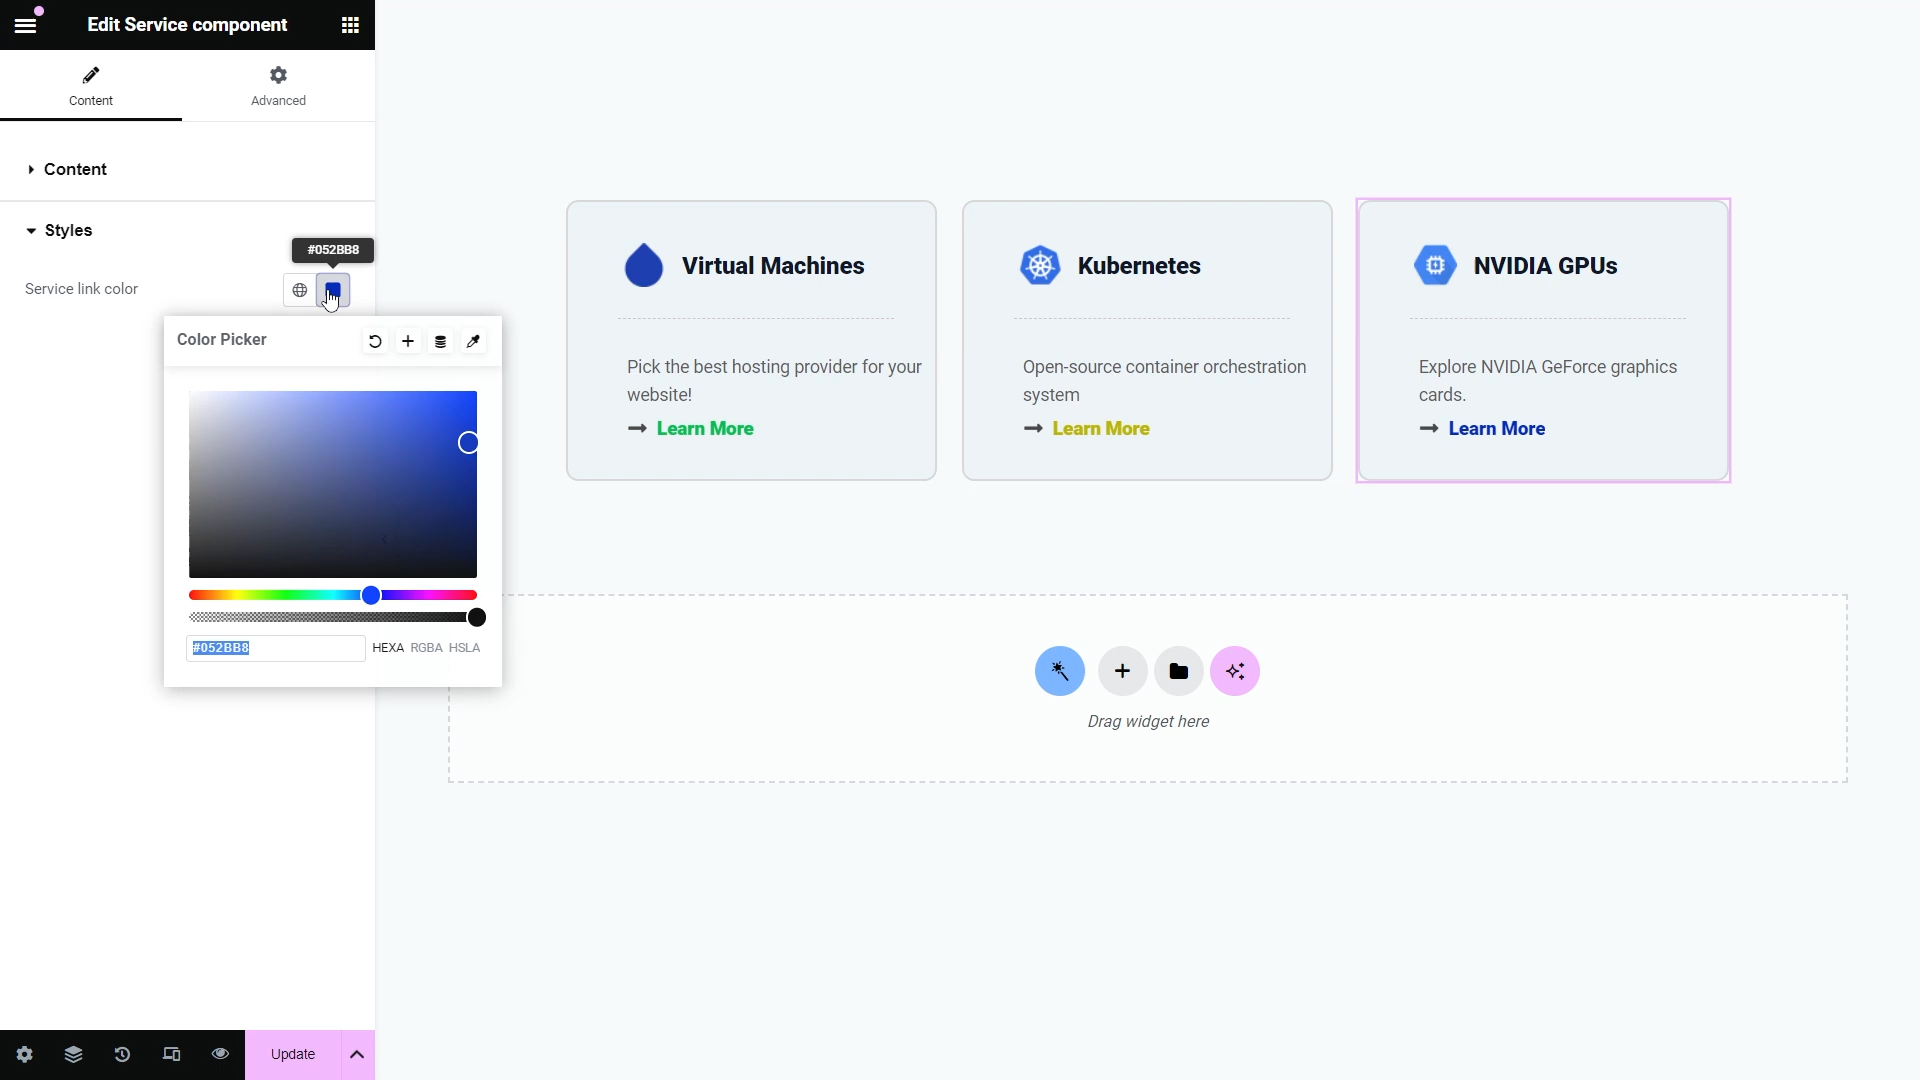 Edit Service component
Content
Advanced
Content
Styles
#052BB8
Service link color
Color Picker
#052BB8
HEXA RGBA HSLA
Virtual Machines
Pick the best hosting provider for your
website!
Learn More
Kubernetes
Open-source container orchestration
system
Learn More
NVIDIA GPUs
Explore NVIDIA GeForce graphics
cards.
Learn More
Drag widget here
Update